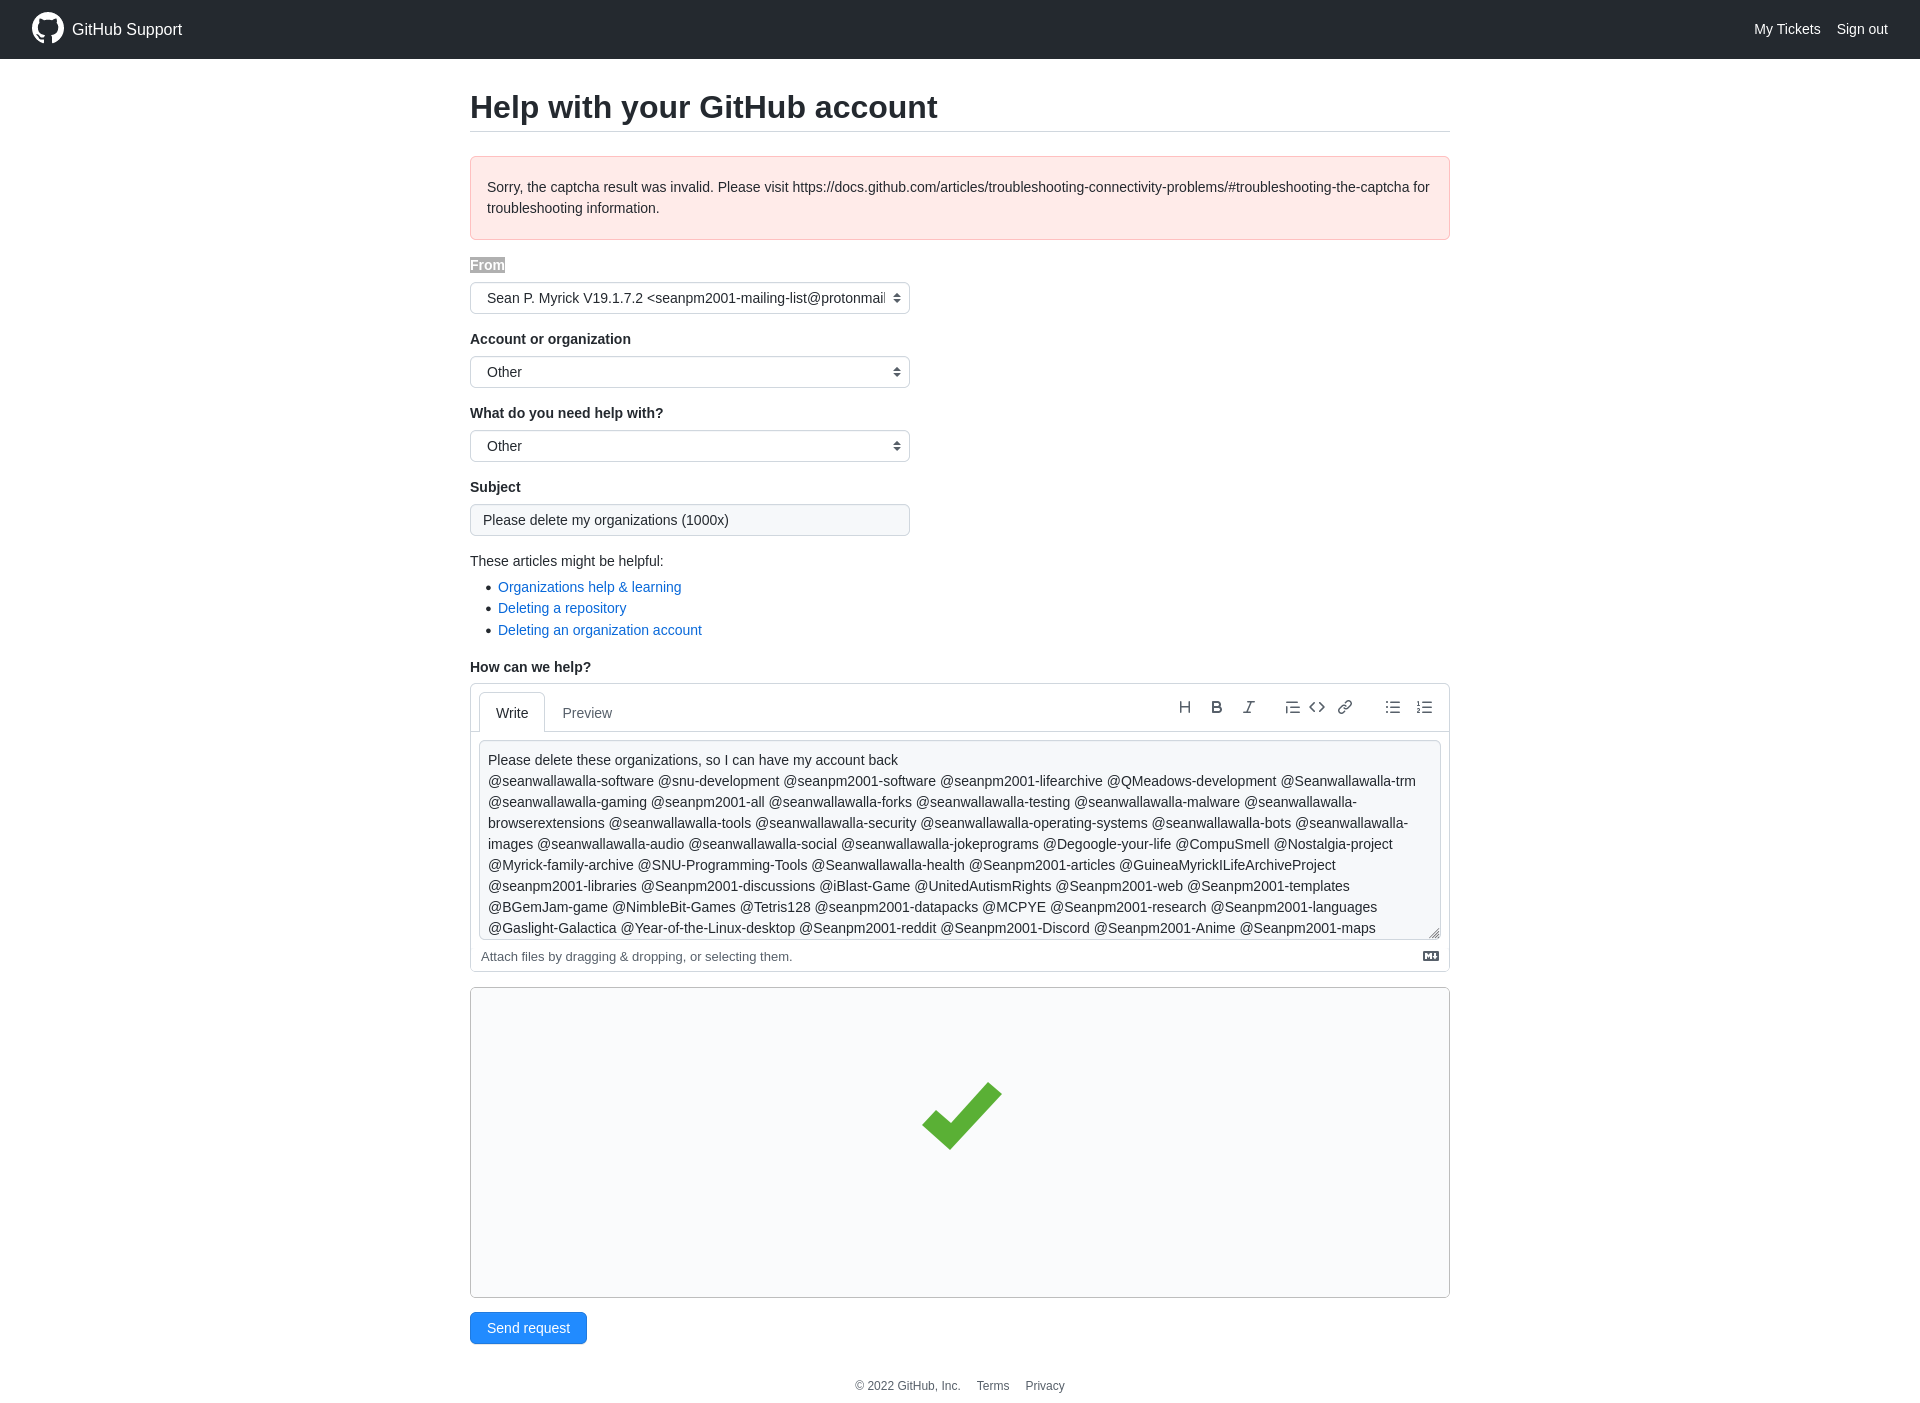 GitHub Support
My Tickets
Sign out
Help with your GitHub account
Sorry, the captcha result was invalid. Please visit https://docs.github.com/articles/troubleshooting-connectivity-problems/#troubleshooting-the-captcha for
troubleshooting information.
From
Sean P. Myrick V19.1.7.2 <seanpm2001-mailing-list@protonmail
Account or organization
Other
What do you need help with?
Other
Subject
Please delete my organizations (1000x)
These articles might be helpful:
Organizations help & learning
Deleting a repository
Deleting an organization account
How can we help?
Write
Preview
Please delete these organizations, so I can have my account back
@seanwallawalla-software @snu-development @seanpm2001-software @seanpm2001-lifearchive @QMeadows-development @Seanwallawalla-trm
@seanwallawalla-gaming @seanpm2001-all @seanwallawalla-forks @seanwallawalla-testing @seanwallawalla-malware @seanwallawalla-
browserextensions @seanwallawalla-tools @seanwallawalla-security @seanwallawalla-operating-systems @seanwallawalla-bots @seanwallawalla-
images @seanwallawalla-audio @seanwallawalla-social @seanwallawalla-jokeprograms @Degoogle-your-life @CompuSmell @Nostalgia-project
@Myrick-family-archive @SNU-Programming-Tools @Seanwallawalla-health @Seanpm2001-articles @GuineaMyrickILifeArchiveProject
@seanpm2001-libraries @Seanpm2001-discussions @iBlast-Game @UnitedAutismRights @Seanpm2001-web @Seanpm2001-templates
@BGemJam-game @NimbleBit-Games @Tetris128 @seanpm2001-datapacks @MCPYE @Seanpm2001-research @Seanpm2001-languages
@Gaslight-Galactica @Year-of-the-Linux-desktop @Seanpm2001-reddit @Seanpm2001-Discord @Seanpm2001-Anime @Seanpm2001-maps
Attach files by dragging & dropping, or selecting them.
Send request
© 2022 GitHub, Inc.
Terms
Privacy